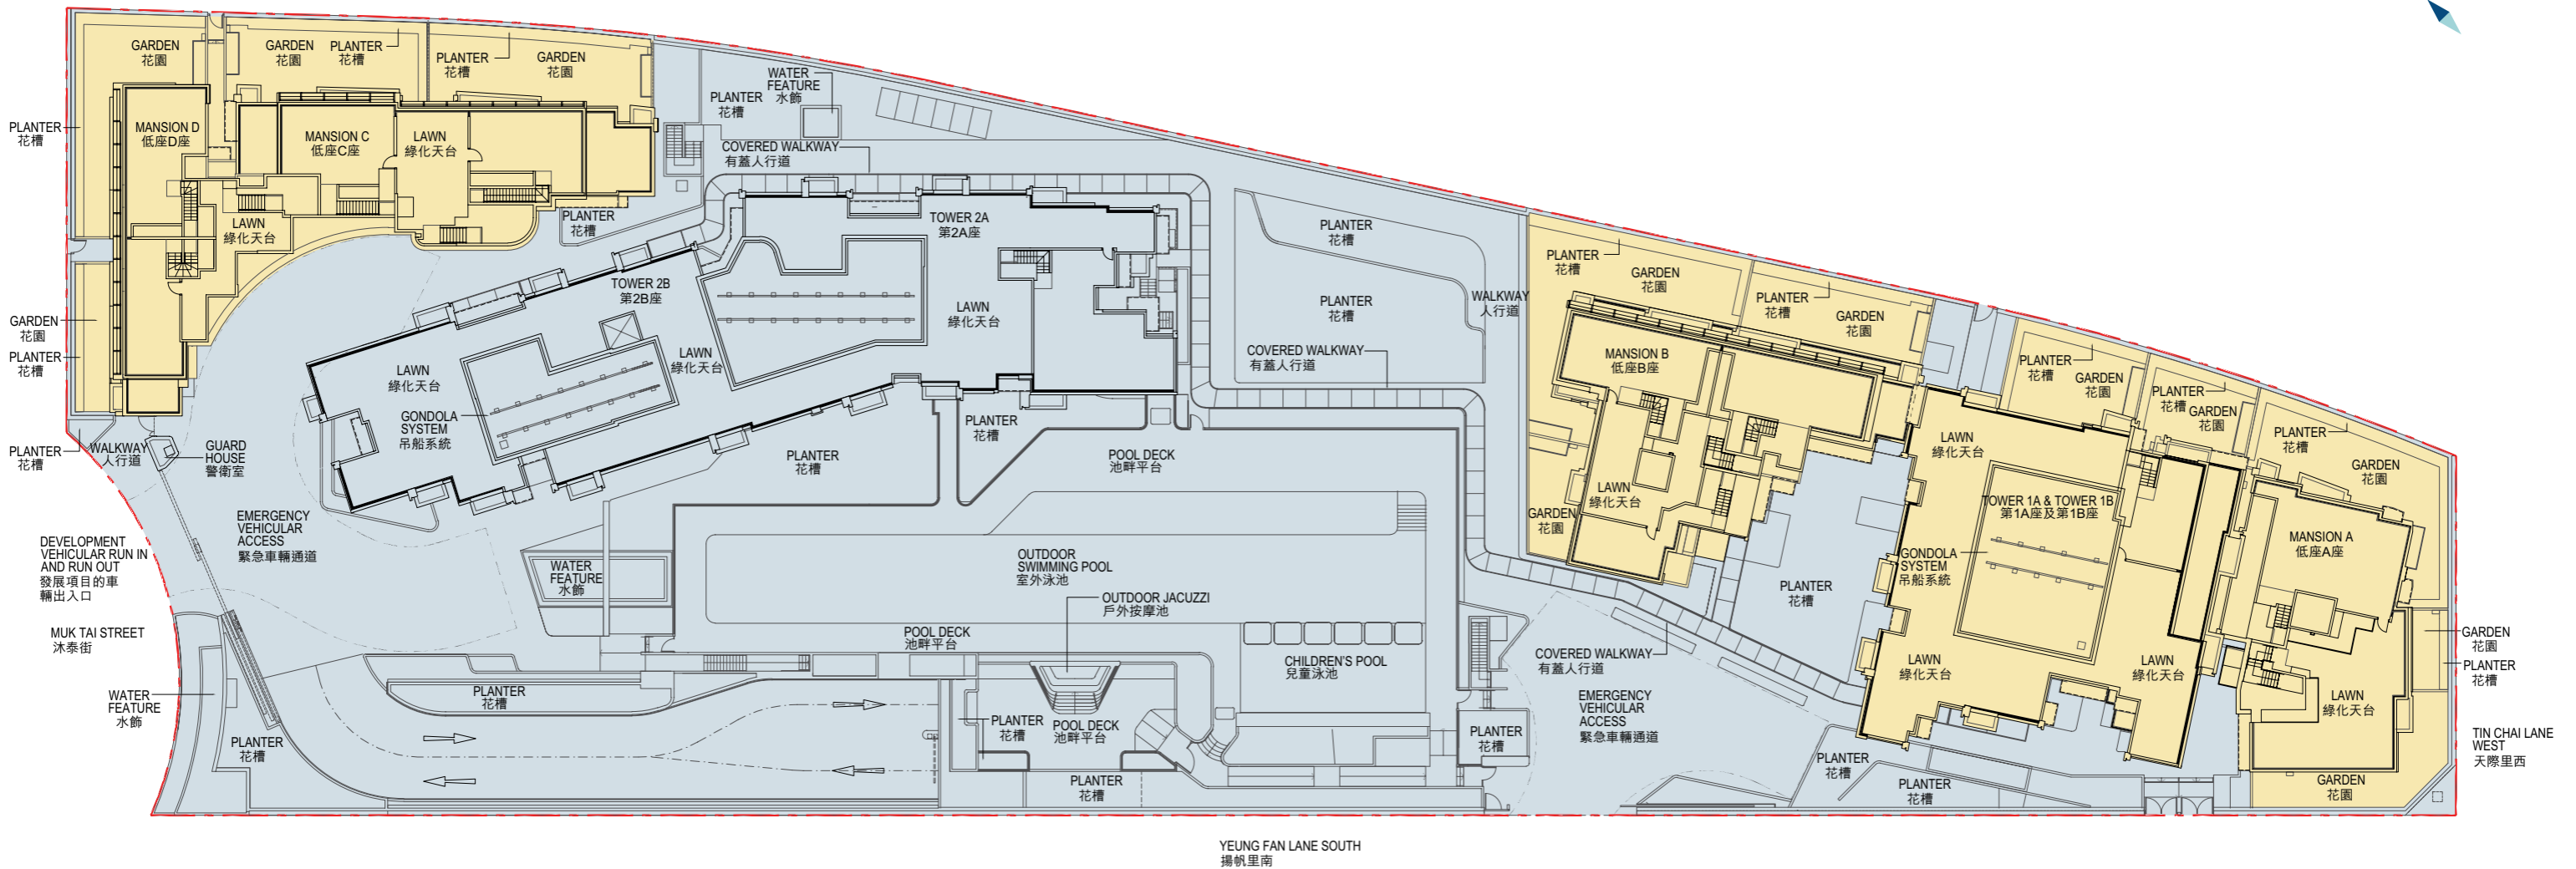 GARDEN
花園
GARDEN
花園
PLANTER
花槽
PLANTER
花槽
GARDEN
花園
WATER
FEATURE
水飾
PLANTER
花槽
PLANTER
花槽
MANSION D
低座D座
MANSION C
低座C座
LAWN
綠化天台
COVERED WALKWAY
有蓋人行道
LAWN
綠化天台
PLANTER
花槽
TOWER 2A
第2A座
PLANTER
花槽
TOWER 2B
第2B座
LAWN
綠化天台
PLANTER
花槽
WALKWAY
人行道
PLANTER
花槽
GARDEN
花園
PLANTER
花槽
GARDEN
花園
GARDEN
花園
PLANTER
花槽
LAWN
綠化天台
LAWN
綠化天台
COVERED WALKWAY
有蓋人行道
MANSION B
低座B座
PLANTER
花槽
GARDEN
花園
PLANTER
花槽
GARDEN
花園
PLANTER
花槽
GARDEN
花園
GONDOLA
SYSTEM
吊船系統
PLANTER
花槽
PLANTER
花槽
WALKWAY
人行道
GUARD
HOUSE
警衛室
PLANTER
花槽
POOL DECK
池畔平台
LAWN
綠化天台
LAWN
綠化天台
GARDEN
花園
TOWER 1A & TOWER 1B
第1A座及第1B座
MANSION A
低座A座
EMERGENCY
VEHICULAR
ACCESS
緊急車輛通道
DEVELOPMENT
VEHICULAR RUN IN
AND RUN OUT
發展項目的車
輛出入口
WATER
FEATURE
水飾
OUTDOOR
SWIMMING POOL
室外泳池
OUTDOOR JACUZZI
戶外按摩池
GONDOLA
SYSTEM
吊船系統
PLANTER
花槽
MUK TAI STREET
沐泰街
POOL DECK
池畔平台
CHILDREN'S POOL
兒童泳池
COVERED WALKWAY
有蓋人行道
LAWN
綠化天台
LAWN
綠化天台
GARDEN
花園
PLANTER
花槽
LAWN
綠化天台
WATER
FEATURE
水飾
PLANTER
花槽
PLANTER
花槽
PLANTER
花槽
POOL DECK
池畔平台
PLANTER
花槽
EMERGENCY
VEHICULAR
ACCESS
緊急車輛通道
PLANTER
花槽
PLANTER
花槽
PLANTER
花槽
GARDEN
花園
TIN CHAI LANE
WEST
天際里西
YEUNG FAN LANE SOUTH
揚帆里南